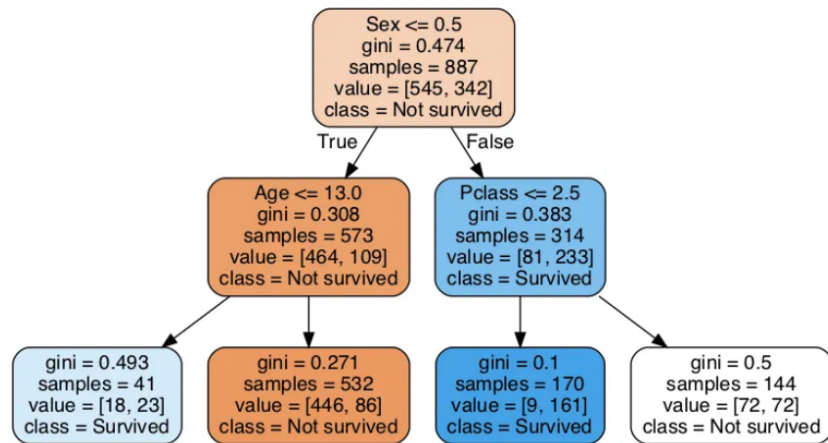 Sex <= 0.5
gini = 0.474
samples = 887
value = [545, 342]
class = Not survived
True
False
Age <= 13.0
gini = 0.308
samples = 573
value = [464, 109]
class = Not survived
Pclass <= 2.5
gini = 0.383
samples = 314
value = [81, 233]
class = Survived
gini = 0.493
samples = 41
value = [18, 23]
class = Survived
gini = 0.271
samples = 532
value = [446, 86]
class = Not survived
gini = 0.1
samples = 170
value = [9, 161]
class = Survived
gini = 0.5
samples = 144
value = [72, 72]
class = Not survived